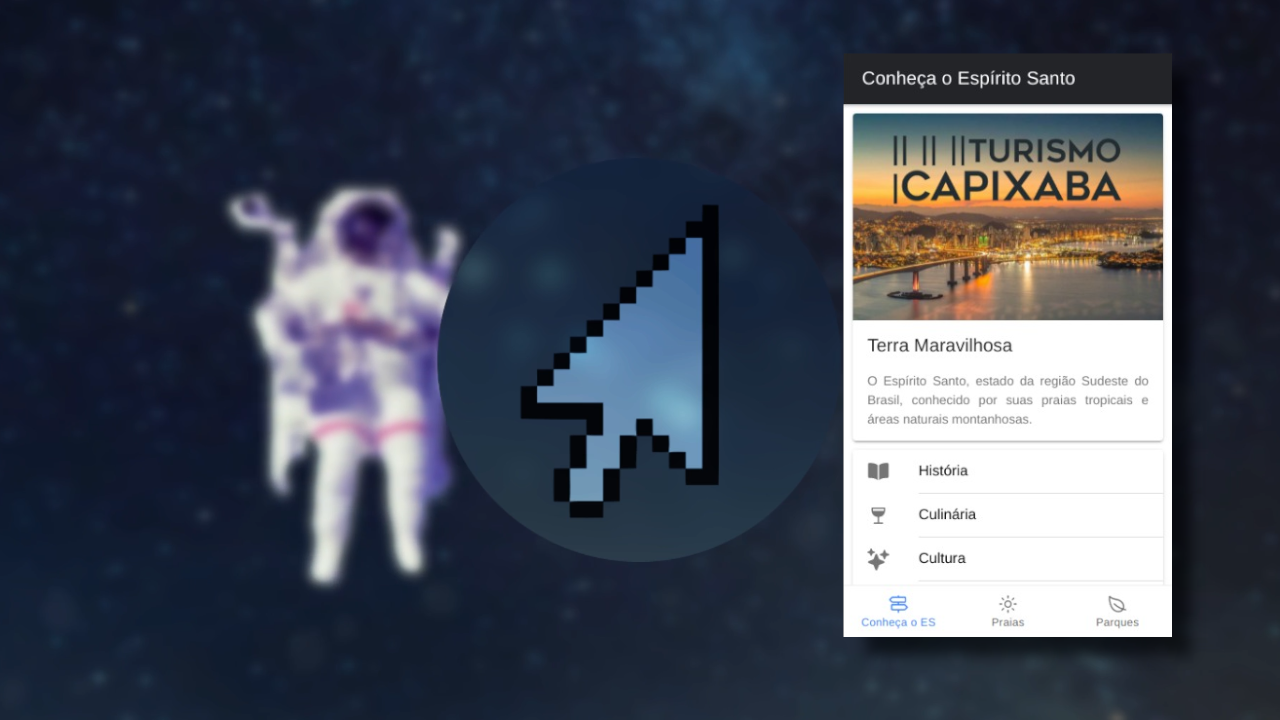 Conheça o Espírito Santo
TURISMO
CAPIXABA
Terra Maravilhosa
O Espírito Santo, estado da região Sudeste do
Brasil, conhecido por suas praias tropicais e
áreas naturais montanhosas.
História
Culinária
Cultura
Conheça o ES
Praias
Parques